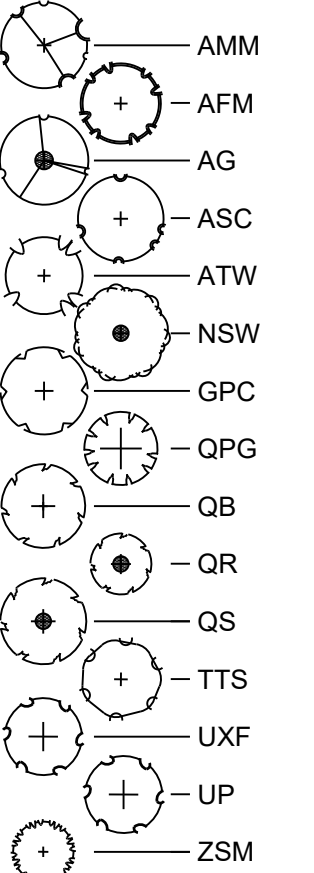 AMM
AFM
AG
ASC
ATW
NSW
GPC
QPG
QB
QR
QS
TTS
UXF
UP
ZSM